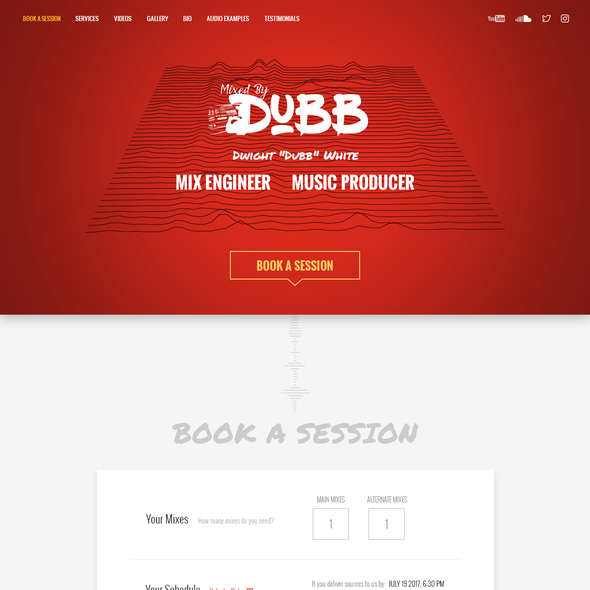 BOOK A SESSION SERVICES VIDEOS GALLERY BIO AUDIO EXAMPLES TESTIMONIALS YouTube
Mixed By
DUBB
Dwight "Dubb" White
MIX ENGINEER MUSIC PRODUCER
BOOK A SESSION
BOOK A SESSION
MAIN MIXES ALTERNATE MIXES
Your Mixes How many mixes do you need? 1 1
If you deliver sources to us by: JULY 19 2017, 6:30 PM
Your Schedule